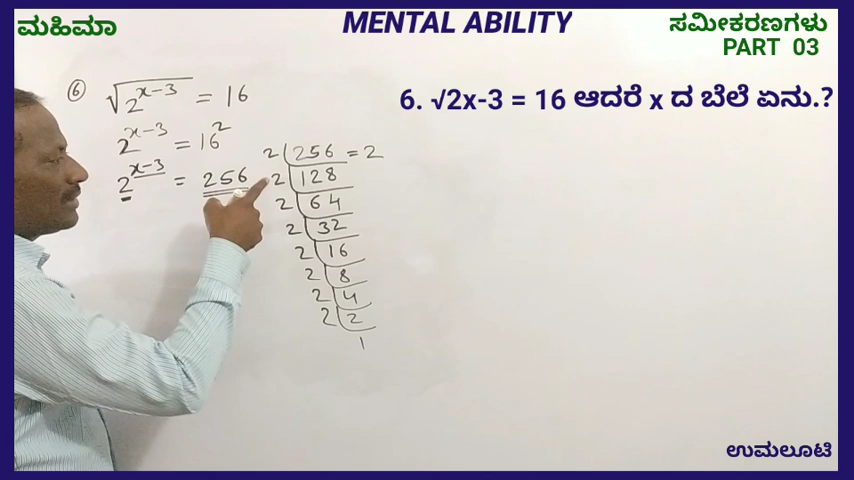 ಮಹಿಮಾ
MENTAL ABILITY
ಸಮೀಕರಣಗಳು
PART 03
6. √2x-3 = 16 ಆದರೆ x ದ ಬೆಲೆ ಏನು.?
⑥ √2^(x-3) = 16
2^(x-3) = 16²
2^(x-3) = 256
2 256 = 2
2 128
2 64
2 32
2 16
2 8
2 4
2 2
1
ಉಮಲೂಟಿ